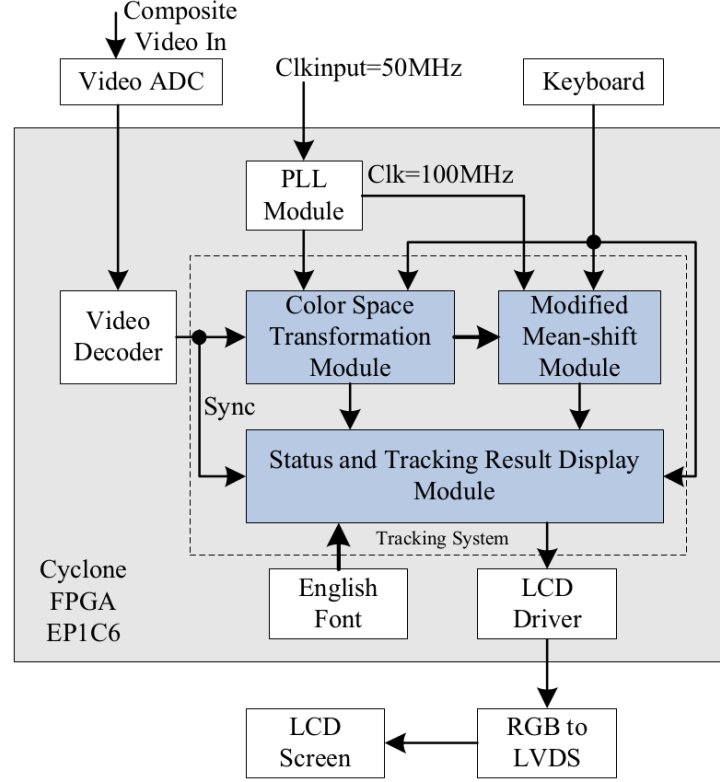 Composite
Video In
Video ADC
Clkinput=50MHz
Keyboard
PLL
Module
Clk=100MHz
Video
Decoder
Color Space
Transformation
Module
Modified
Mean-shift
Module
Sync
Status and Tracking Result Display
Module
Tracking System
Cyclone
FPGA
EP1C6
English
Font
LCD
Driver
LCD
Screen
RGB to
LVDS